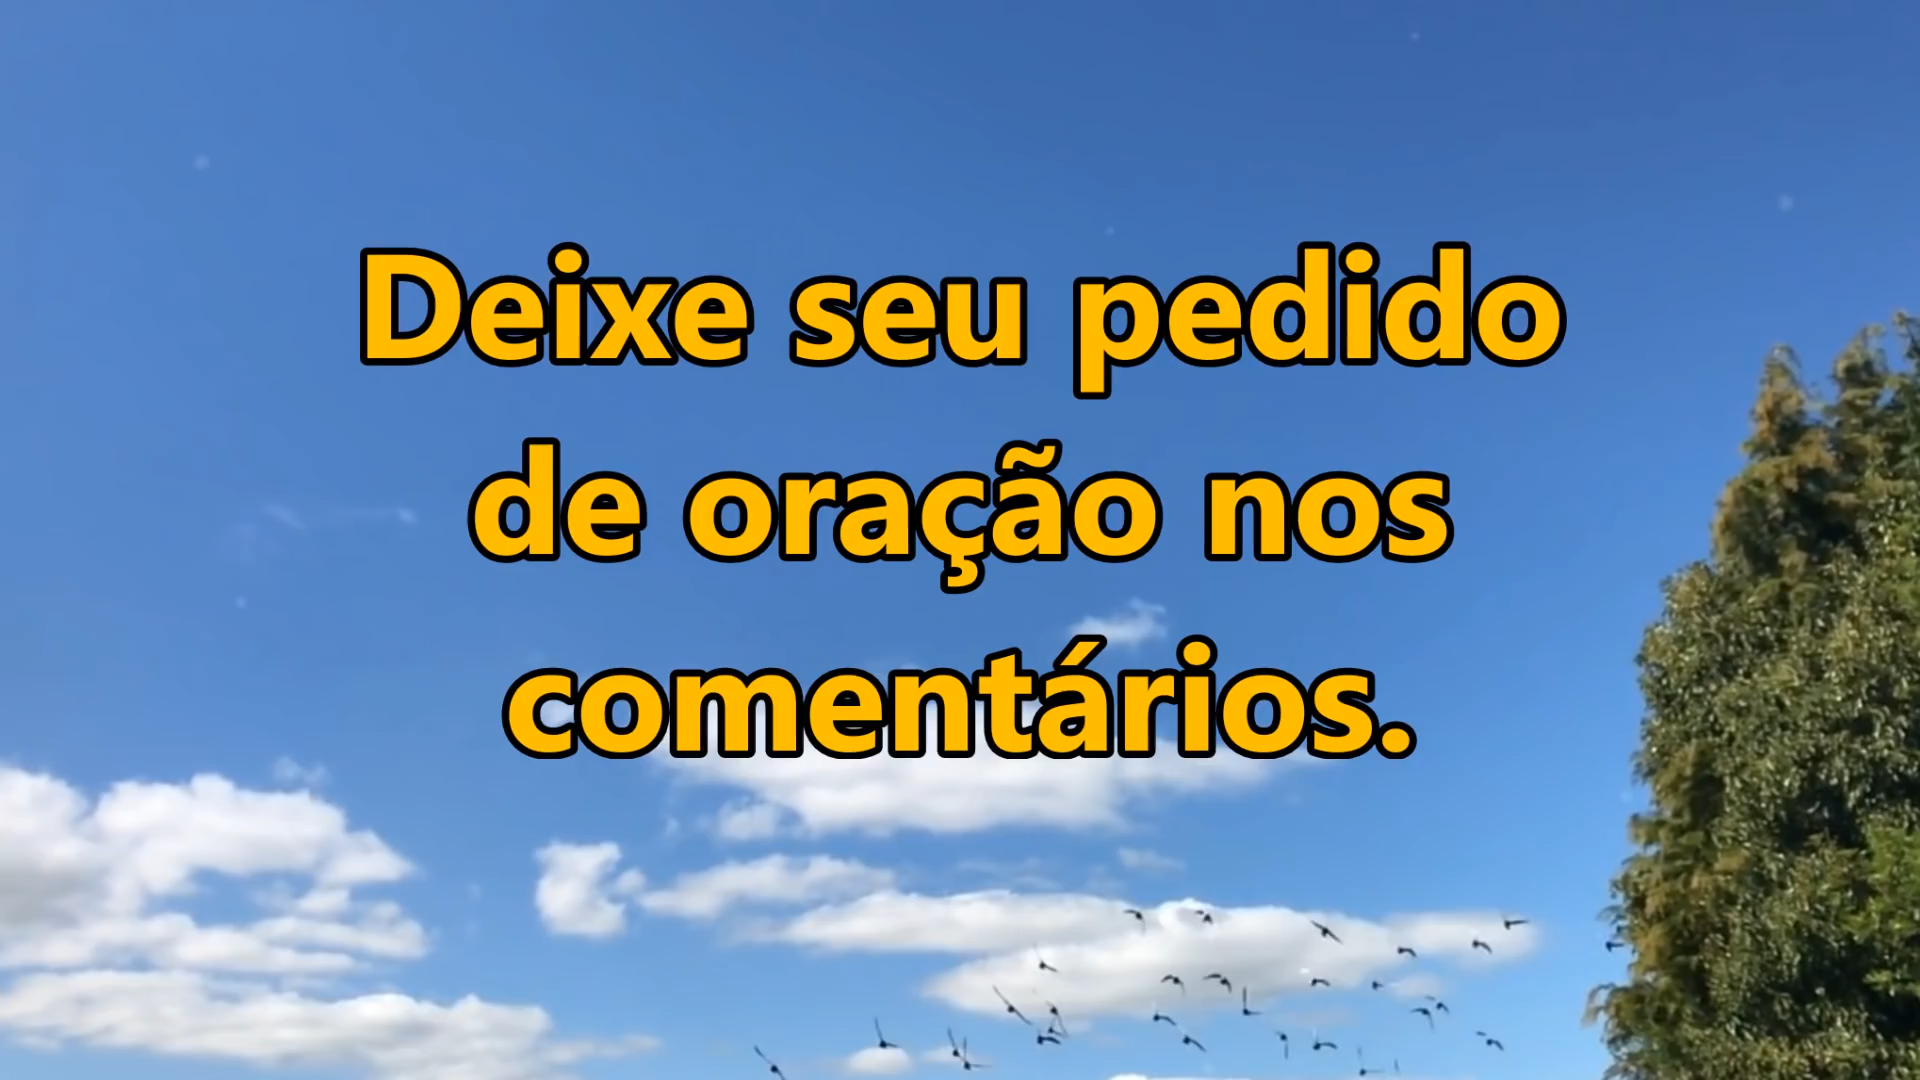 Deixe seu pedido
de oração nos
comentários.